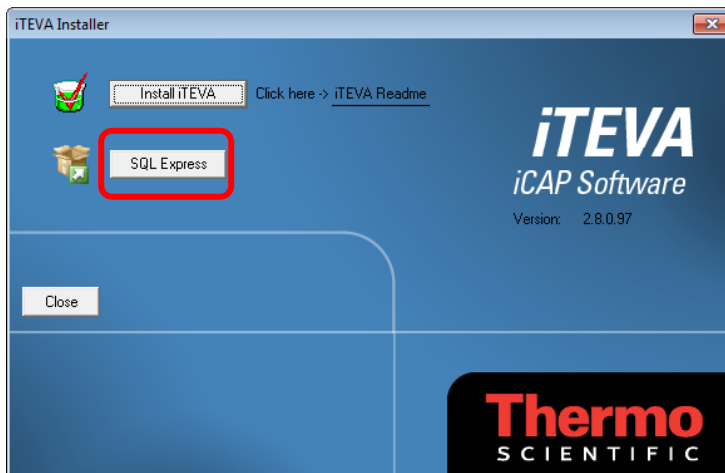 iTEVA Installer
Install iTEVA Click here -> iTEVA Readme
SQL Express
iTEVA
iCAP Software
Version: 2.8.0.97
Close
Thermo
SCIENTIFIC